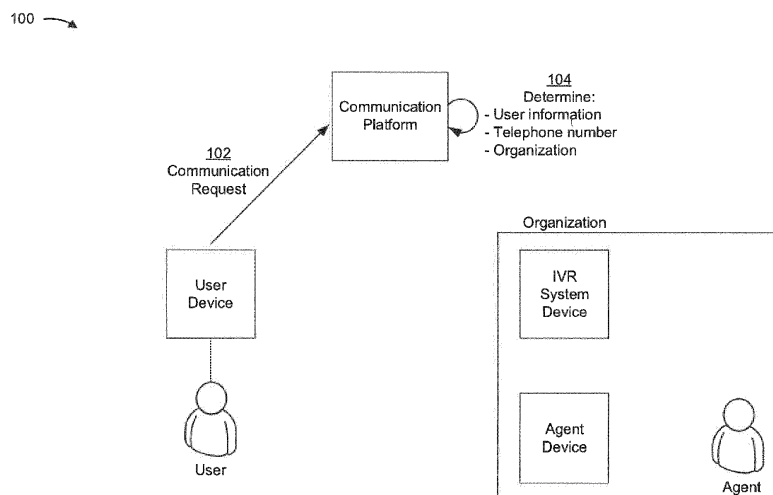 100
104
Determine:
- User information
- Telephone number
- Organization
Communication
Platform
102
Communication
Request
Organization
User
Device
IVR
System
Device
Agent
Device
User
Agent